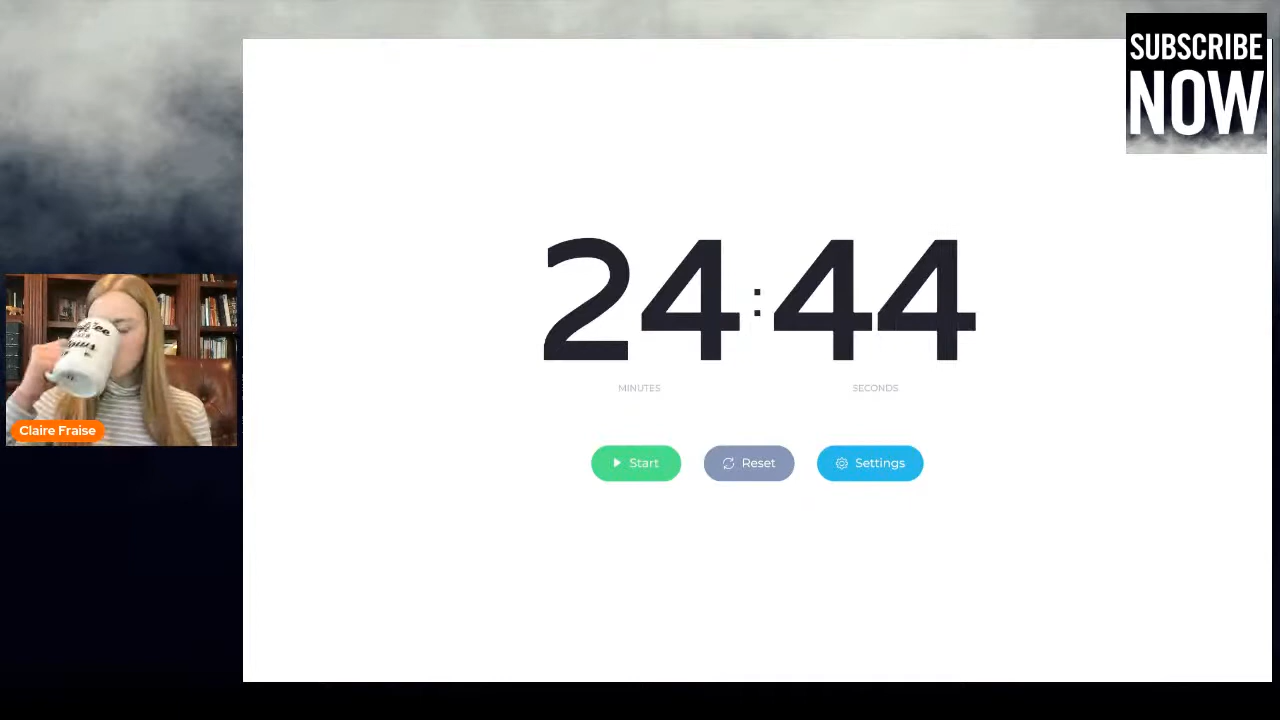 SUBSCRIBE
NOW
24:44
MINUTES
SECONDS
Start
Reset
Settings
Claire Fraise